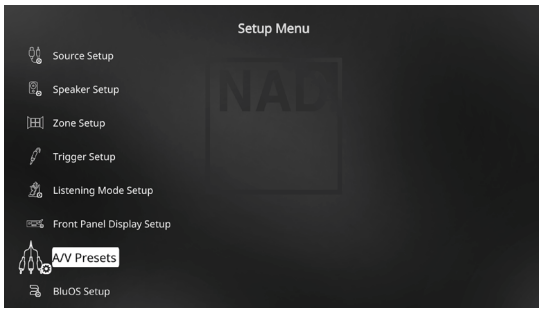 Setup Menu
Source Setup
Speaker Setup
NAD
Zone Setup
Trigger Setup
Listening Mode Setup
Front Panel Display Setup
A/V Presets
BluOS Setup